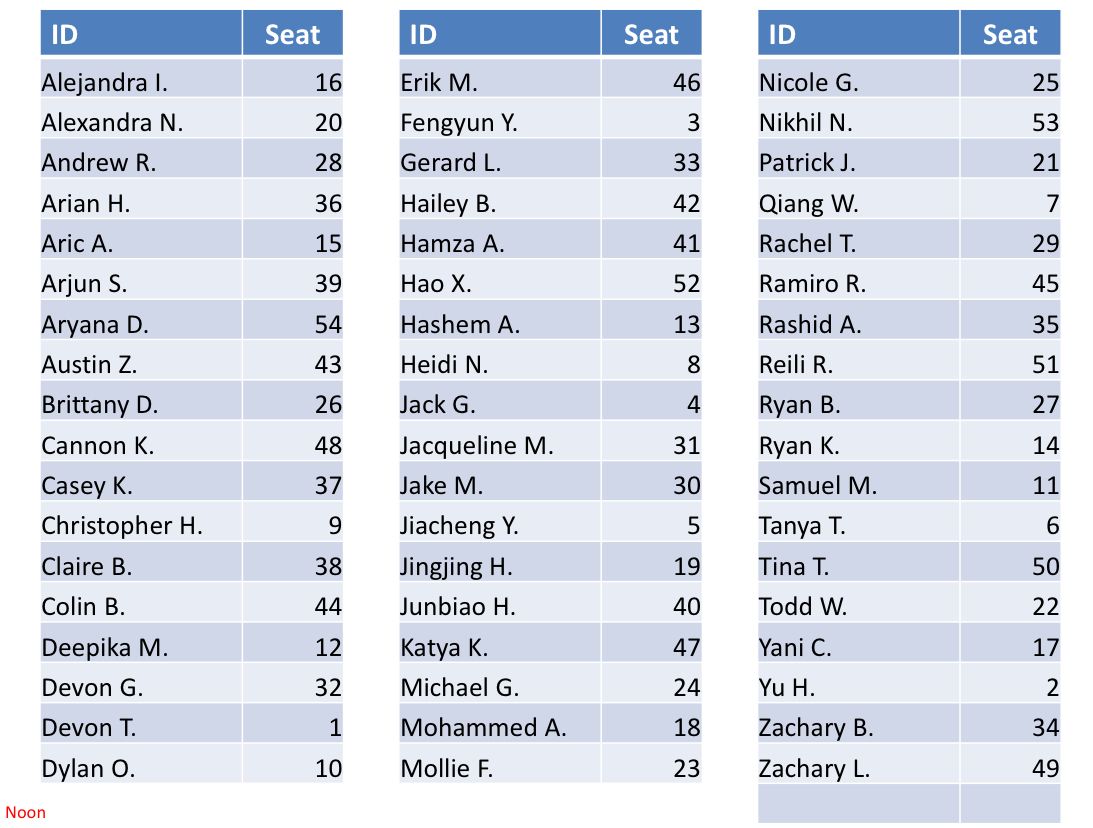 ID Seat
Alejandra I. 16
Alexandra N. 20
Andrew R. 28
Arian H. 36
Aric A. 15
Arjun S. 39
Aryana D. 54
Austin Z. 43
Brittany D. 26
Cannon K. 48
Casey K. 37
Christopher H. 9
Claire B. 38
Colin B. 44
Deepika M. 12
Devon G. 32
Devon T. 1
Dylan O. 10
ID Seat
Erik M. 46
Fengyun Y. 3
Gerard L. 33
Hailey B. 42
Hamza A. 41
Hao X. 52
Hashem A. 13
Heidi N. 8
Jack G. 4
Jacqueline M. 31
Jake M. 30
Jiacheng Y. 5
Jingjing H. 19
Junbiao H. 40
Katya K. 47
Michael G. 24
Mohammed A. 18
Mollie F. 23
ID Seat
Nicole G. 25
Nikhil N. 53
Patrick J. 21
Qiang W. 7
Rachel T. 29
Ramiro R. 45
Rashid A. 35
Reili R. 51
Ryan B. 27
Ryan K. 14
Samuel M. 11
Tanya T. 6
Tina T. 50
Todd W. 22
Yani C. 17
Yu H. 2
Zachary B. 34
Zachary L. 49
Noon